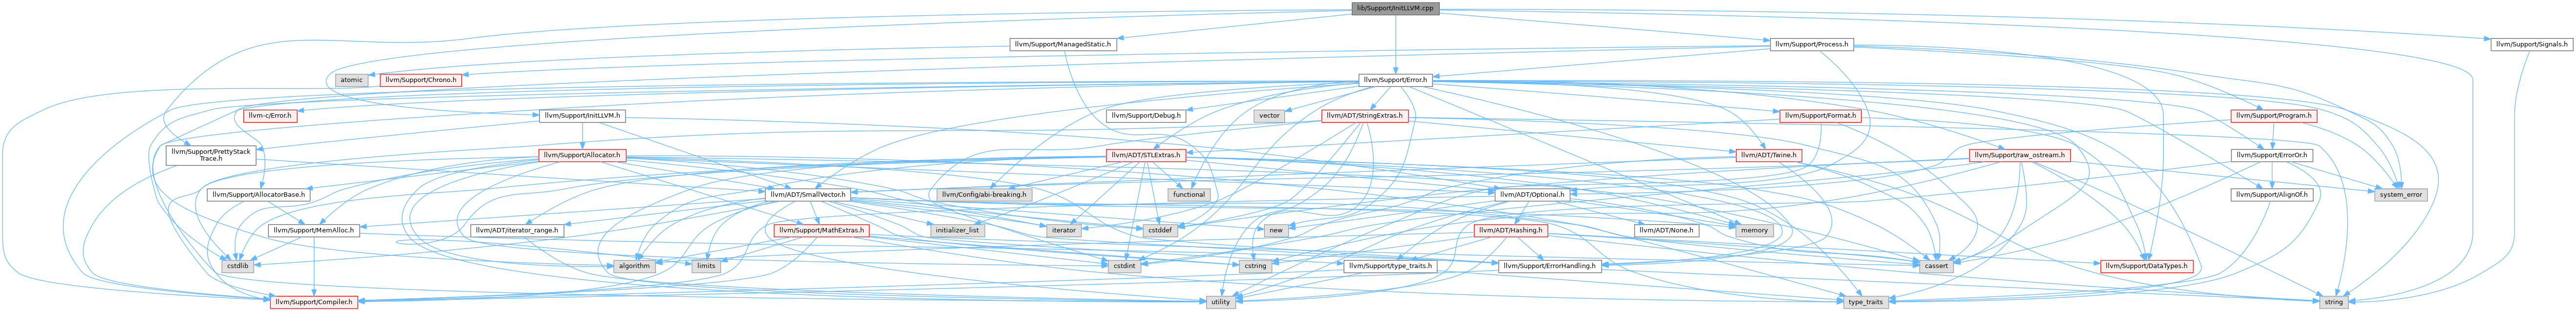 lib/Support/InitLLVM.cpp
llvm/Support/ManagedStatic.h
llvm/Support/Process.h
llvm/Support/Signals.h
atomic
llvm/Support/Chrono.h
llvm/Support/Error.h
llvm-c/Error.h
llvm/Support/InitLLVM.h
llvm/Support/Debug.h
vector
llvm/ADT/StringExtras.h
llvm/Support/Format.h
llvm/Support/Program.h
llvm/Support/PrettyStack
Trace.h
llvm/Support/Allocator.h
llvm/ADT/STLExtras.h
llvm/ADT/Twine.h
llvm/Support/raw_ostream.h
llvm/Support/ErrorOr.h
llvm/Support/AllocatorBase.h
llvm/ADT/SmallVector.h
llvm/Config/abi-breaking.h
functional
llvm/ADT/Optional.h
llvm/Support/AlignOf.h
system_error
llvm/Support/MemAlloc.h
llvm/ADT/iterator_range.h
llvm/Support/MathExtras.h
initializer_list
iterator
cstddef
new
llvm/ADT/Hashing.h
llvm/ADT/None.h
memory
cstdlib
algorithm
limits
cstdint
cstring
llvm/Support/type_traits.h
llvm/Support/ErrorHandling.h
cassert
llvm/Support/DataTypes.h
llvm/Support/Compiler.h
utility
type_traits
string